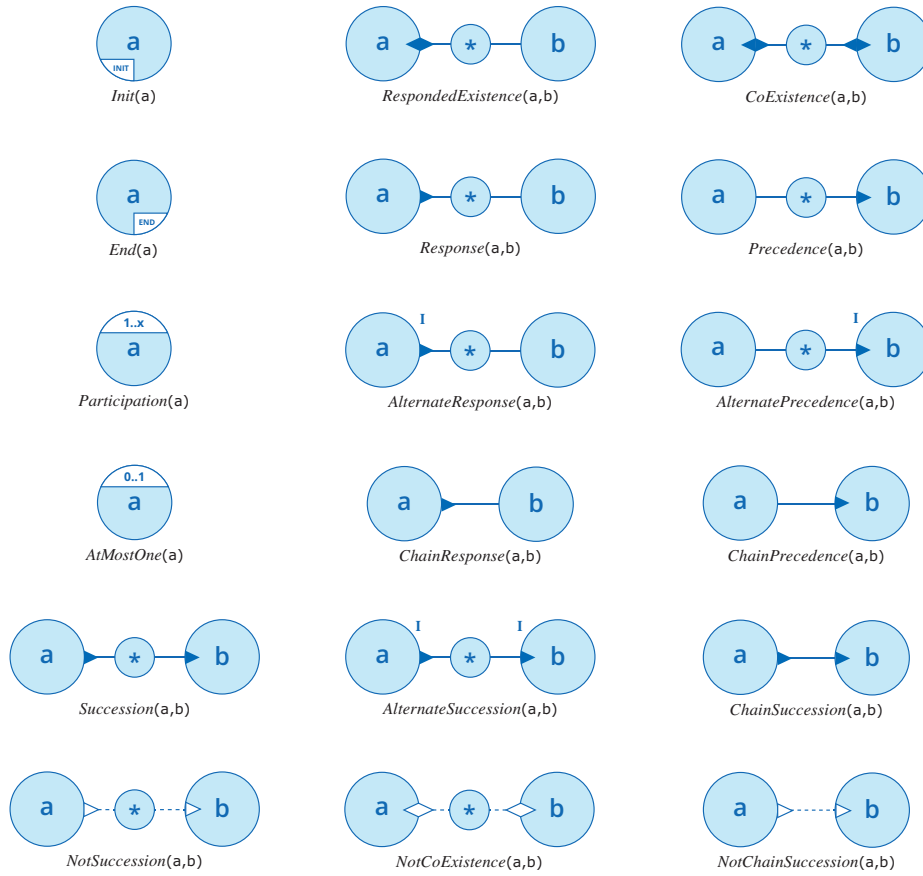 a
INIT
Init(a)
a * b
RespondedExistence(a,b)
a * b
CoExistence(a,b)
a
END
End(a)
a * b
Response(a,b)
a * b
Precedence(a,b)
1..x
a
Participation(a)
I
a * b
AlternateResponse(a,b)
I
a * b
AlternatePrecedence(a,b)
0..1
a
AtMostOne(a)
a b
ChainResponse(a,b)
a b
ChainPrecedence(a,b)
a * b
Succession(a,b)
I I
a * b
AlternateSuccession(a,b)
a b
ChainSuccession(a,b)
a * b
NotSuccession(a,b)
a * b
NotCoExistence(a,b)
a b
NotChainSuccession(a,b)